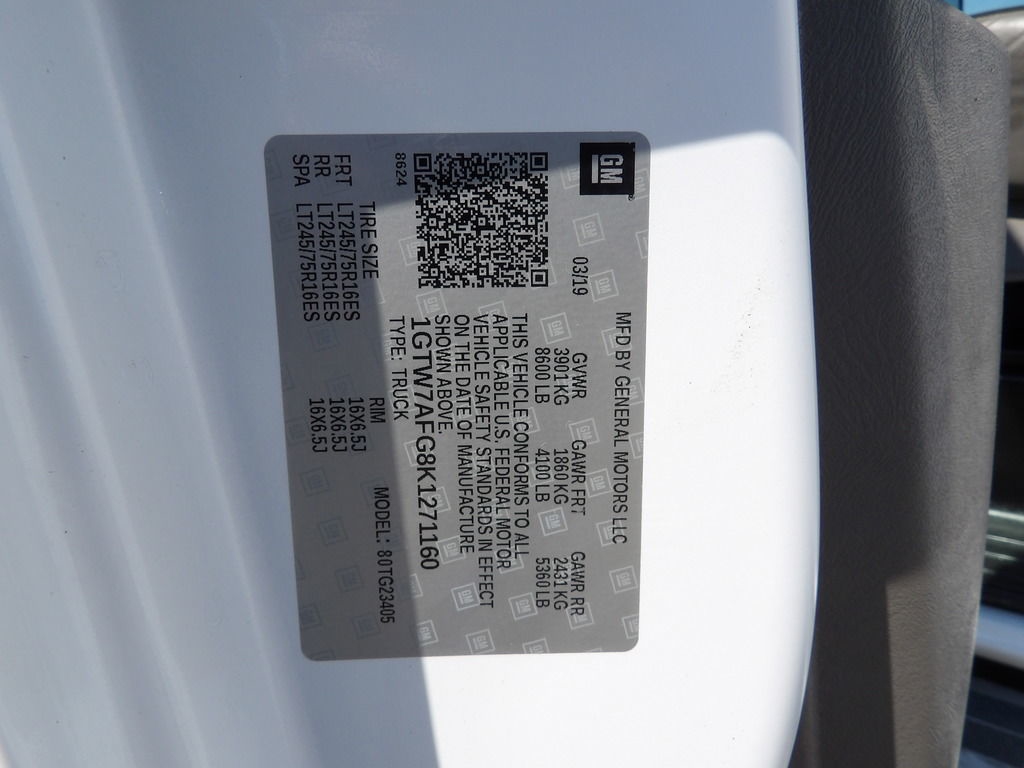 GM
MFD BY GENERAL MOTORS LLC
03/19
GVWR GAWR FRT GAWR RR
3901 KG 1860 KG 2431 KG
8600 LB 4100 LB 5360 LB
THIS VEHICLE CONFORMS TO ALL
APPLICABLE U.S. FEDERAL MOTOR
VEHICLE SAFETY STANDARDS IN EFFECT
ON THE DATE OF MANUFACTURE
SHOWN ABOVE.
1GTW7AFG8K1271160
TYPE: TRUCK
8624
MODEL: 80TG23405
TIRE SIZE RIM
FRT LT245/75R16ES 16X6.5J
RR LT245/75R16ES 16X6.5J
SPA LT245/75R16ES 16X6.5J